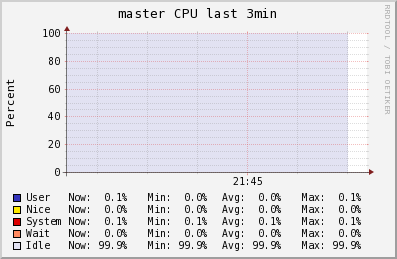 master CPU last 3min
RRDTOOL / TOBI OETIKER
Percent
100
80
60
40
20
0
21:45
User Now: 0.1% Min: 0.0% Avg: 0.0% Max: 0.1%
Nice Now: 0.0% Min: 0.0% Avg: 0.0% Max: 0.0%
System Now: 0.1% Min: 0.1% Avg: 0.1% Max: 0.1%
Wait Now: 0.0% Min: 0.0% Avg: 0.0% Max: 0.0%
Idle Now: 99.9% Min: 99.9% Avg: 99.9% Max: 99.9%